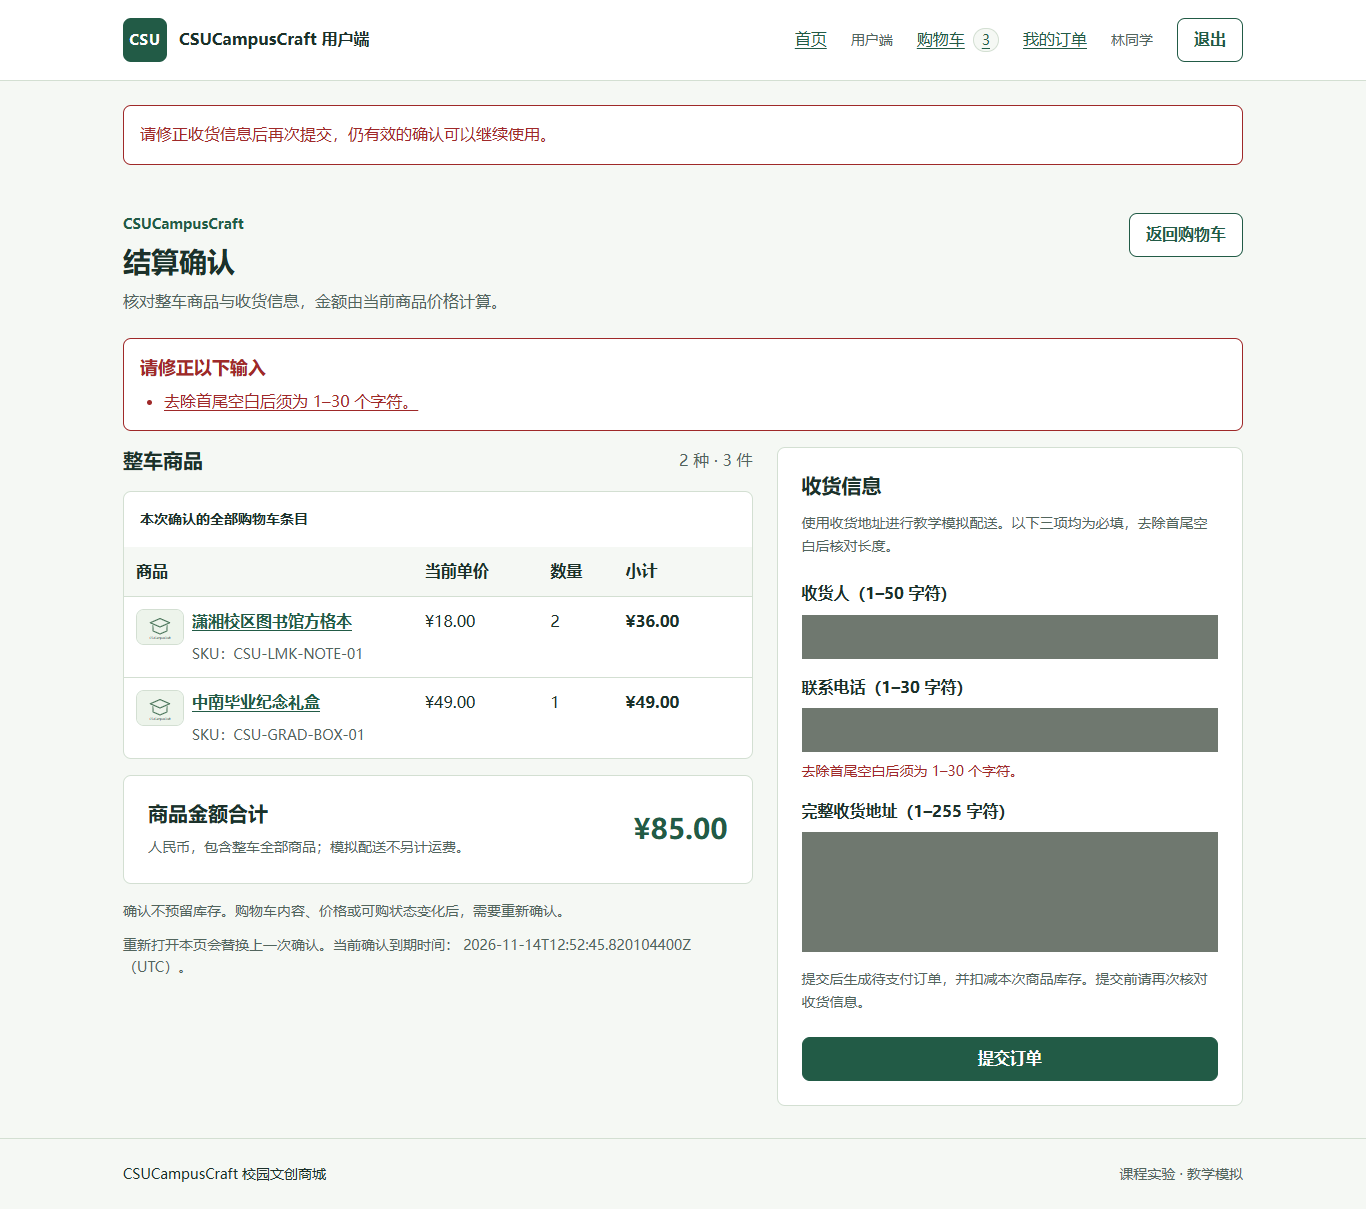 CSU
CSUCampusCraft 用户端
首页 用户端 购物车 3 我的订单 林同学 退出
请修正收货信息后再次提交，仍有效的确认可以继续使用。
CSUCampusCraft
结算确认
返回购物车
核对整车商品与收货信息，金额由当前商品价格计算。
请修正以下输入
去除首尾空白后须为 1–30 个字符。
整车商品 2 种 · 3 件
本次确认的全部购物车条目
商品 当前单价 数量 小计
潇湘校区图书馆方格本 ¥18.00 2 ¥36.00
SKU：CSU-LMK-NOTE-01
中南毕业纪念礼盒 ¥49.00 1 ¥49.00
SKU：CSU-GRAD-BOX-01
商品金额合计
¥85.00
人民币，包含整车全部商品；模拟配送不另计运费。
确认不预留库存。购物车内容、价格或可购状态变化后，需要重新确认。
重新打开本页会替换上一次确认。当前确认到期时间： 2026-11-14T12:52:45.820104400Z
（UTC）。
收货信息
使用收货地址进行教学模拟配送。以下三项均为必填，去除首尾空
白后核对长度。
收货人（1–50 字符）
联系电话（1–30 字符）
去除首尾空白后须为 1–30 个字符。
完整收货地址（1–255 字符）
提交后生成待支付订单，并扣减本次商品库存。提交前请再次核对
收货信息。
提交订单
CSUCampusCraft 校园文创商城
课程实验 · 教学模拟